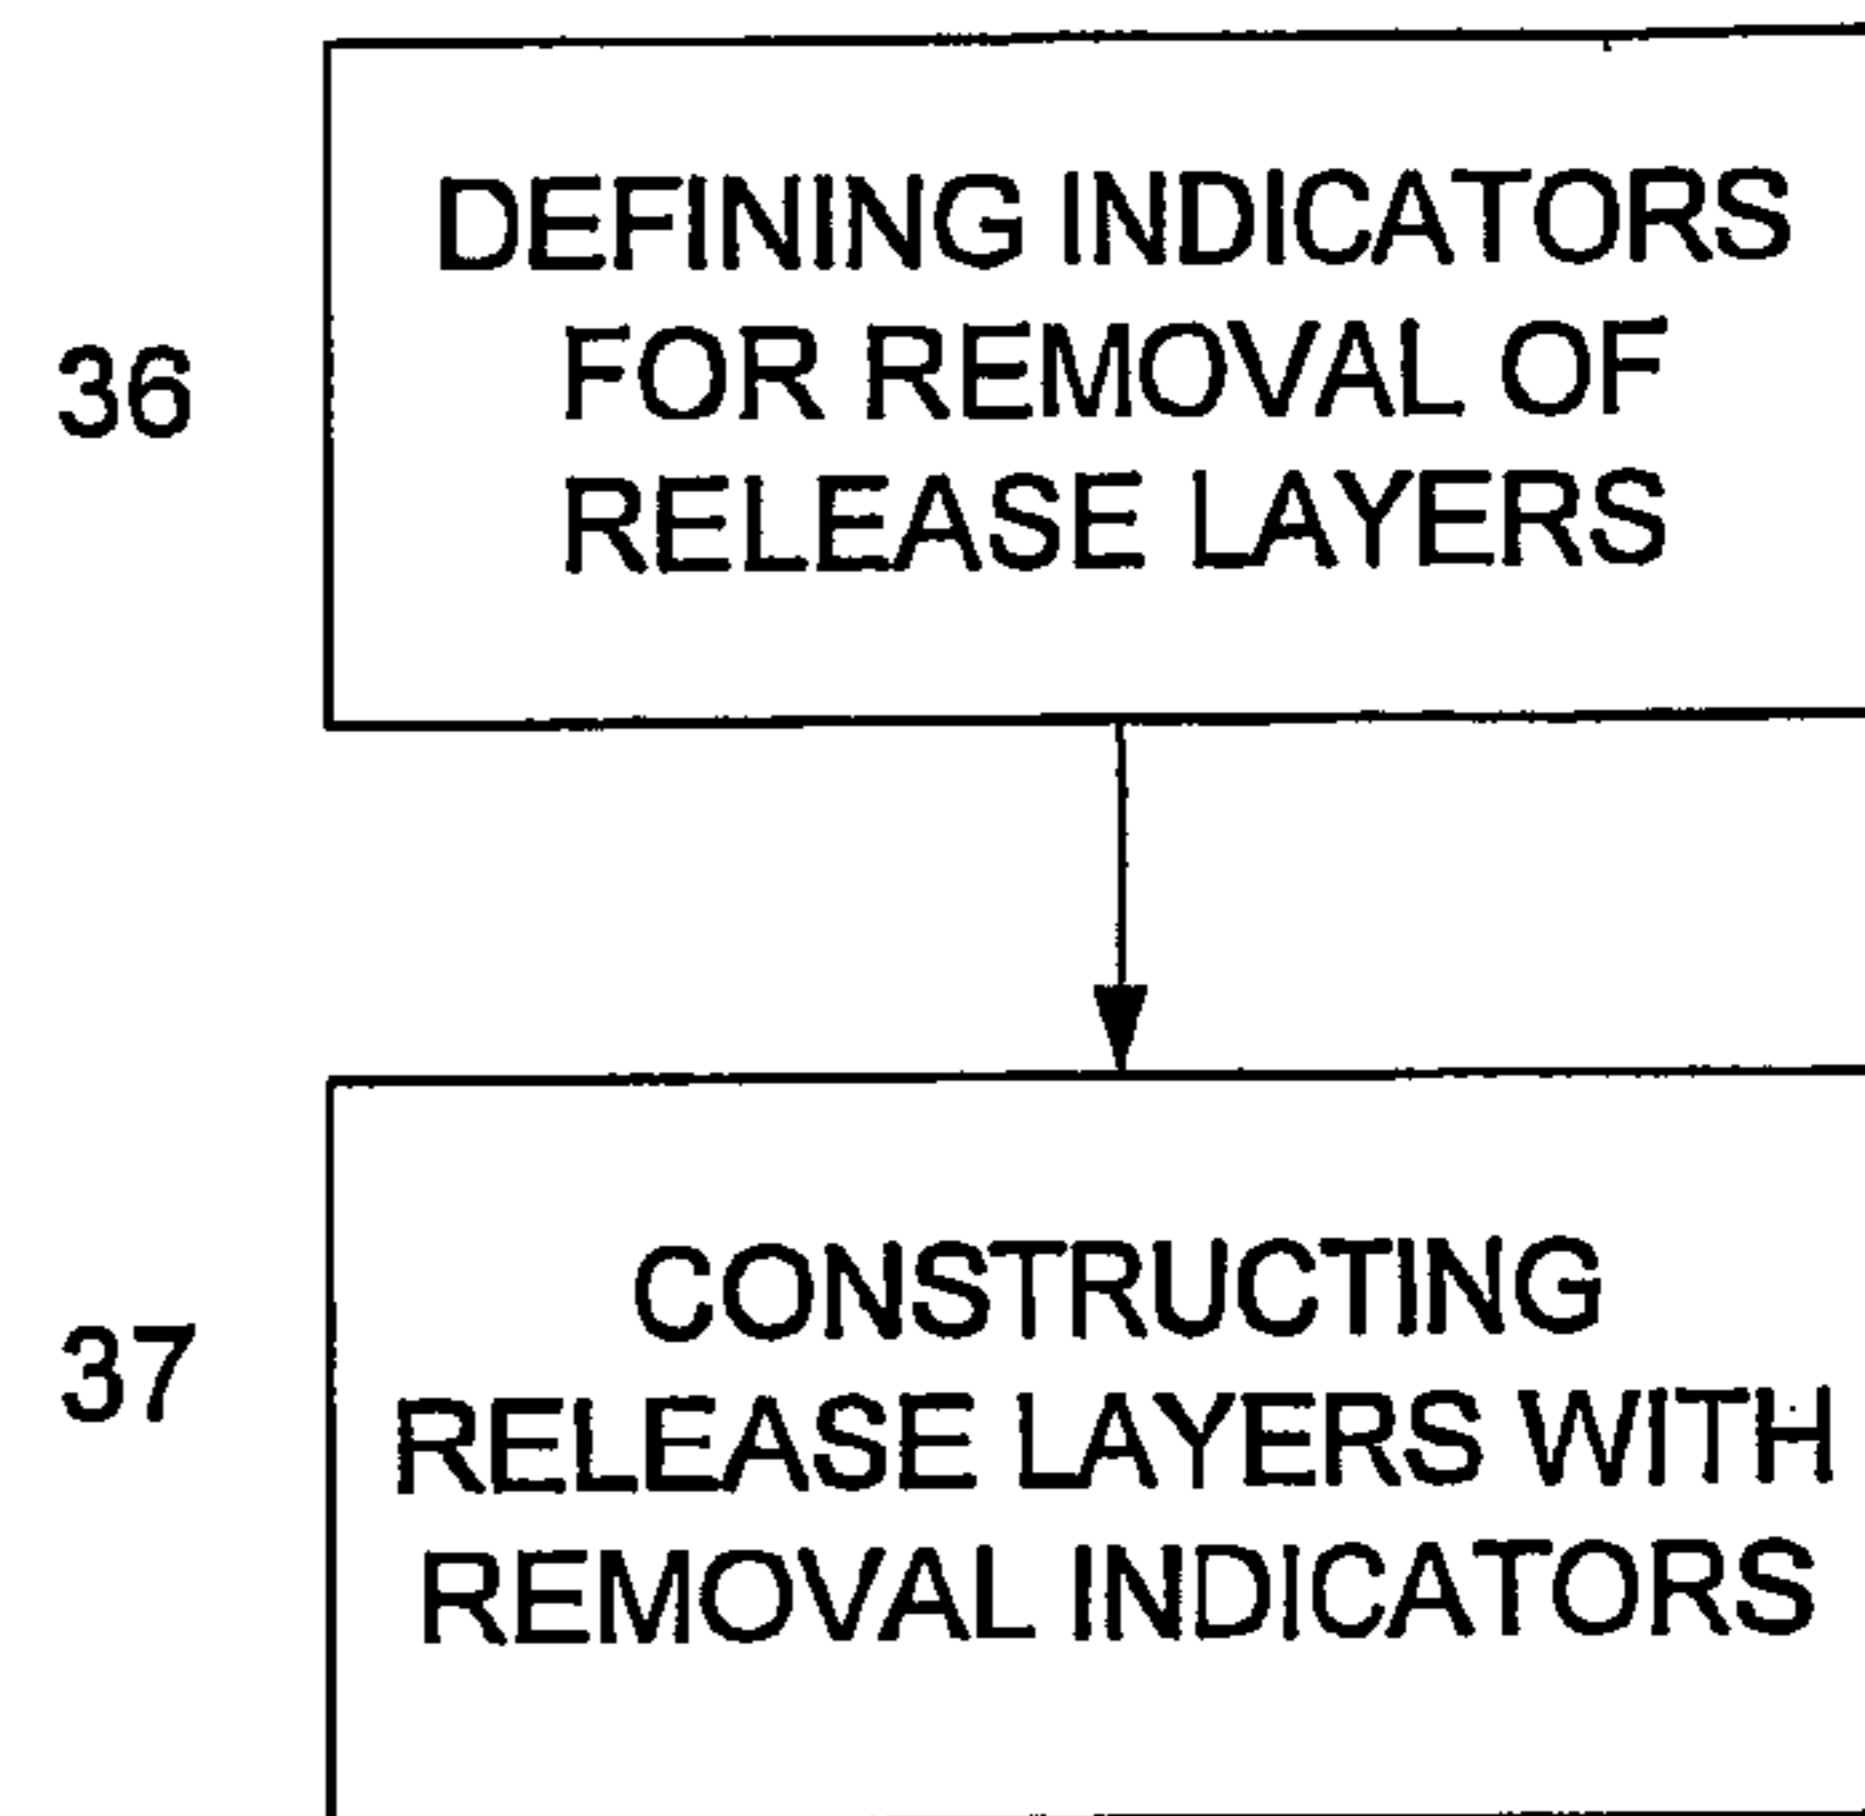 DEFINING INDICATORS
FOR REMOVAL OF
RELEASE LAYERS
36
CONSTRUCTING
RELEASE LAYERS WITH
REMOVAL INDICATORS
37